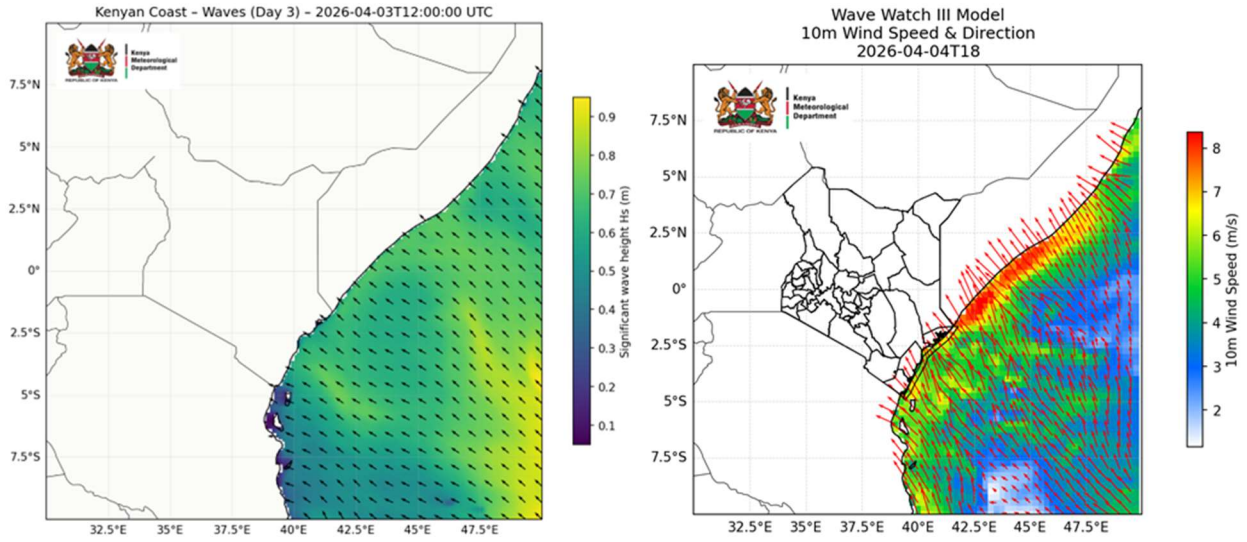 Kenyan Coast – Waves (Day 3) – 2026-04-03T12:00:00 UTC
Kenya
Meteorological
Department
REPUBLIC OF KENYA
7.5°N
5°N
2.5°N
0°
2.5°S
5°S
7.5°S
32.5°E
35°E
37.5°E
40°E
42.5°E
45°E
47.5°E
0.9
0.8
0.7
0.6
0.5
0.4
0.3
0.2
0.1
Significant wave height Hs (m)
Wave Watch III Model
10m Wind Speed & Direction
2026-04-04T18
Kenya
Meteorological
Department
REPUBLIC OF KENYA
7.5°N
5°N
2.5°N
0°
2.5°S
5°S
7.5°S
32.5°E
35°E
37.5°E
40°E
42.5°E
45°E
47.5°E
8
7
6
5
4
3
2
10m Wind Speed (m/s)